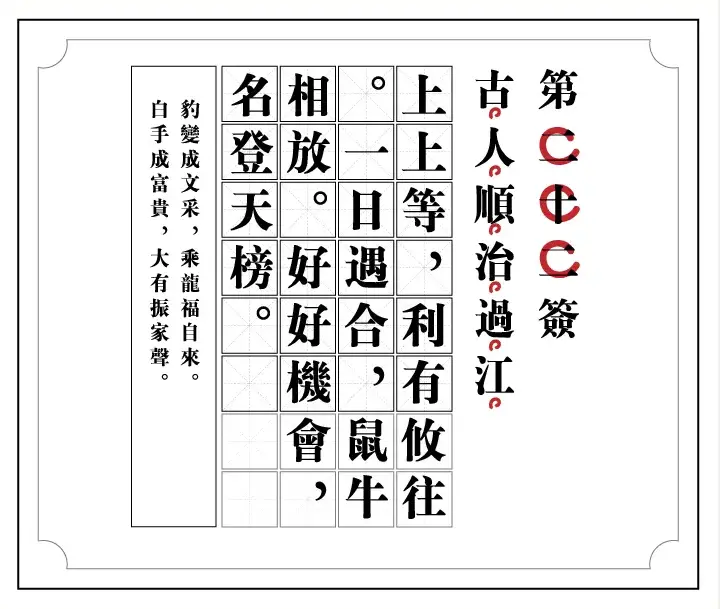 第二十二簽
古人順治過江
上上等，利有攸往
。一日遇合，鼠牛
相放。好好機會，
名登天榜。
豹變成文采，乘龍福自來。
白手成富貴，大有振家聲。